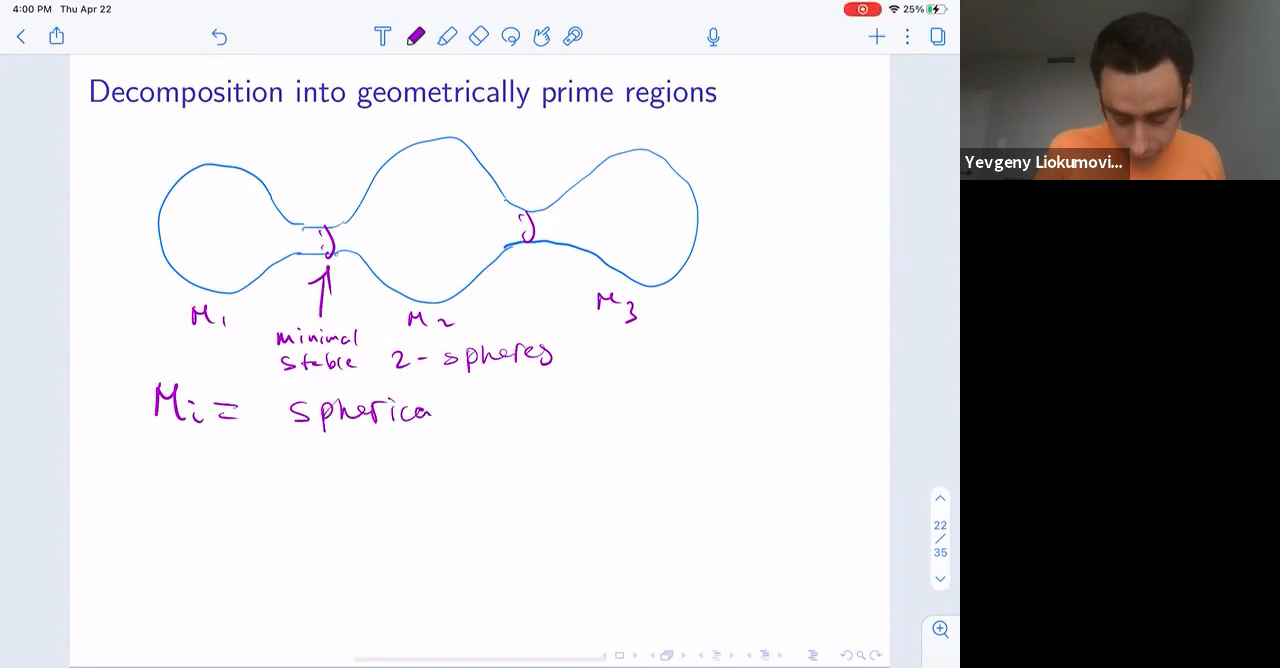 4:00 PM Thu Apr 22
25%
Decomposition into geometrically prime regions
Yevgeny Liokumovi...
M1
M2
M3
minimal
stable 2-spheres
Mi = spherica
22
/
35